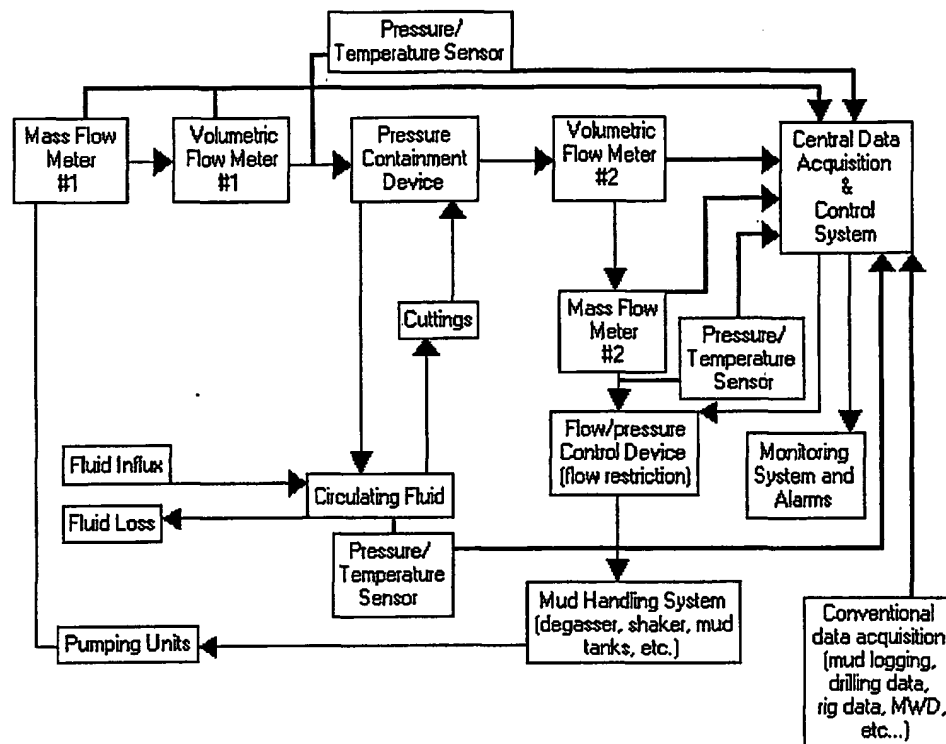 Pressure/
Temperature Sensor
Mass Flow
Meter
#1
Volumetric
Flow Meter
#1
Pressure
Containment
Device
Volumetric
Flow Meter
#2
Central Data
Acquisition
&
Control
System
Cuttings
Mass Flow
Meter
#2
Pressure/
Temperature
Sensor
Flow/pressure
Control Device
(flow restriction)
Monitoring
System and
Alarms
Fluid Influx
Circulating Fluid
Fluid Loss
Pressure/
Temperature
Sensor
Mud Handling System
(degasser, shaker, mud
tanks, etc.)
Pumping Units
Conventional
data acquisition
(mud logging,
drilling data,
rig data, MWD,
etc...)